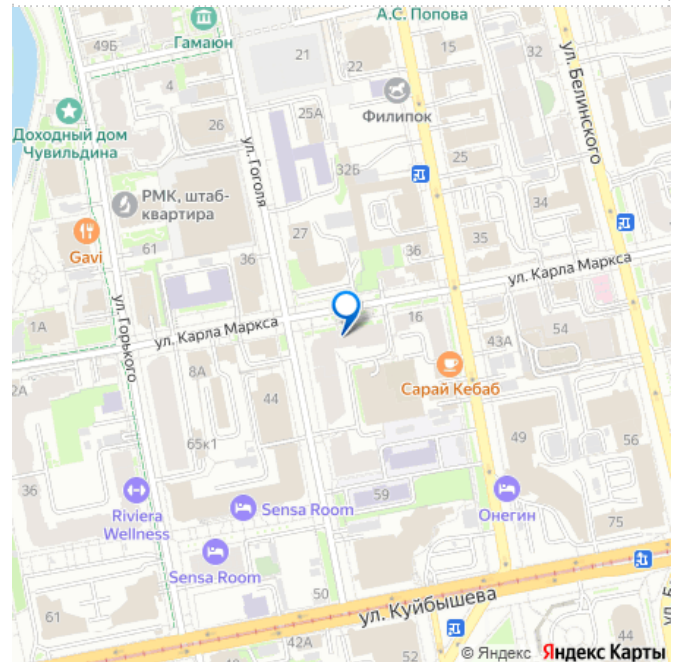 А.С. Попова
49Б
Гамаюн
21
22
15
32
ул. Белинского
4
25А
Филипок
Доходный дом
Чувильдина
26
ул. Гоголя
32Б
25
РМК, штаб-
квартира
34
27
35
36
Gavi
61
36
ул. Карла Маркса
ул. Горького
1А
ул. Карла Маркса
16
54
43А
8А
Сарай Кебаб
2А
44
65к1
49
56
36
59
Riviera
Wellness
Sensa Room
Онегин
75
Sensa Room
50
ул. Куйбышева
61
42А
52
44
© Яндекс Яндекс Карты